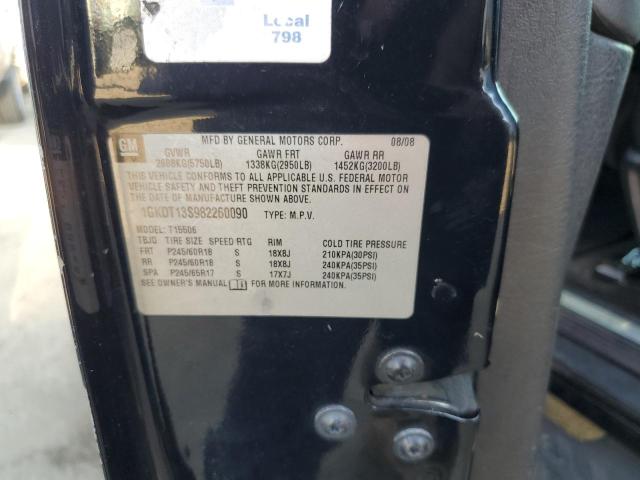 Local
798
GM
MFD BY GENERAL MOTORS CORP. 08/08
GVWR GAWR FRT GAWR RR
2608KG(5750LB) 1338KG(2950LB) 1452KG(3200LB)
THIS VEHICLE CONFORMS TO ALL APPLICABLE U.S. FEDERAL MOTOR
VEHICLE SAFETY AND THEFT PREVENTION STANDARDS IN EFFECT ON
THE DATE OF MANUFACTURE SHOWN ABOVE.
1GKDT13S982260090 TYPE: M.P.V.
MODEL: T15506
TBJG TIRE SIZE SPEED RTG RIM COLD TIRE PRESSURE
FRT P245/60R18 S 18X8J 210KPA(30PSI)
RR P245/60R18 S 18X8J 240KPA(35PSI)
SPA P245/65R17 S 17X7J 240KPA(35PSI)
SEE OWNER'S MANUAL FOR MORE INFORMATION.